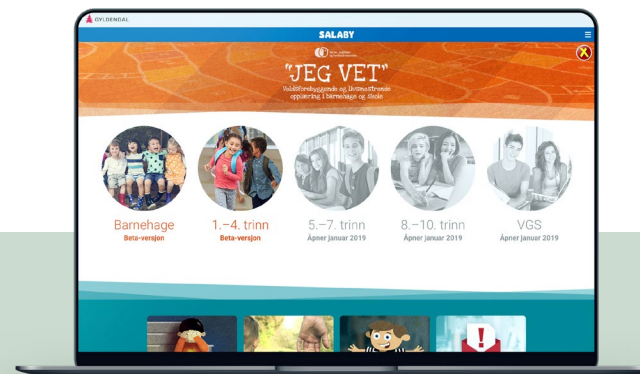 GYLDENDAL
SALABY
"JEG VET"
Voldsforebyggende og livsmestrende
opplæring i barnehage og skole
X
Barnehage
Beta-versjon
1.–4. trinn
Beta-versjon
5.–7. trinn
Åpner januar 2019
8.–10. trinn
Åpner januar 2019
VGS
Åpner januar 2019